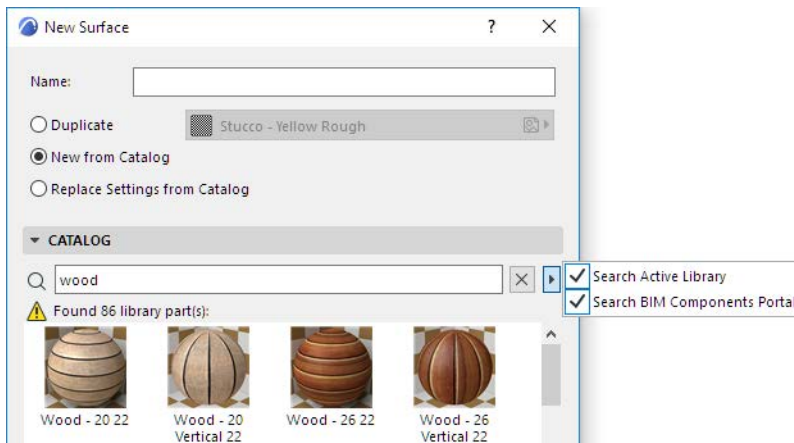 New Surface
?
Name:
Duplicate
Stucco - Yellow Rough
New from Catalog
Replace Settings from Catalog
CATALOG
wood
Search Active Library
Search BIM Components Portal
Found 86 library part(s):
Wood - 20 22
Wood - 20
Vertical 22
Wood - 26 22
Wood - 26
Vertical 22